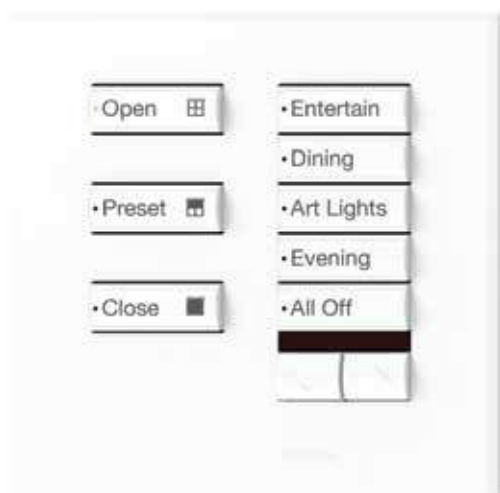 Open
Preset
Close
Entertain
Dining
Art Lights
Evening
All Off